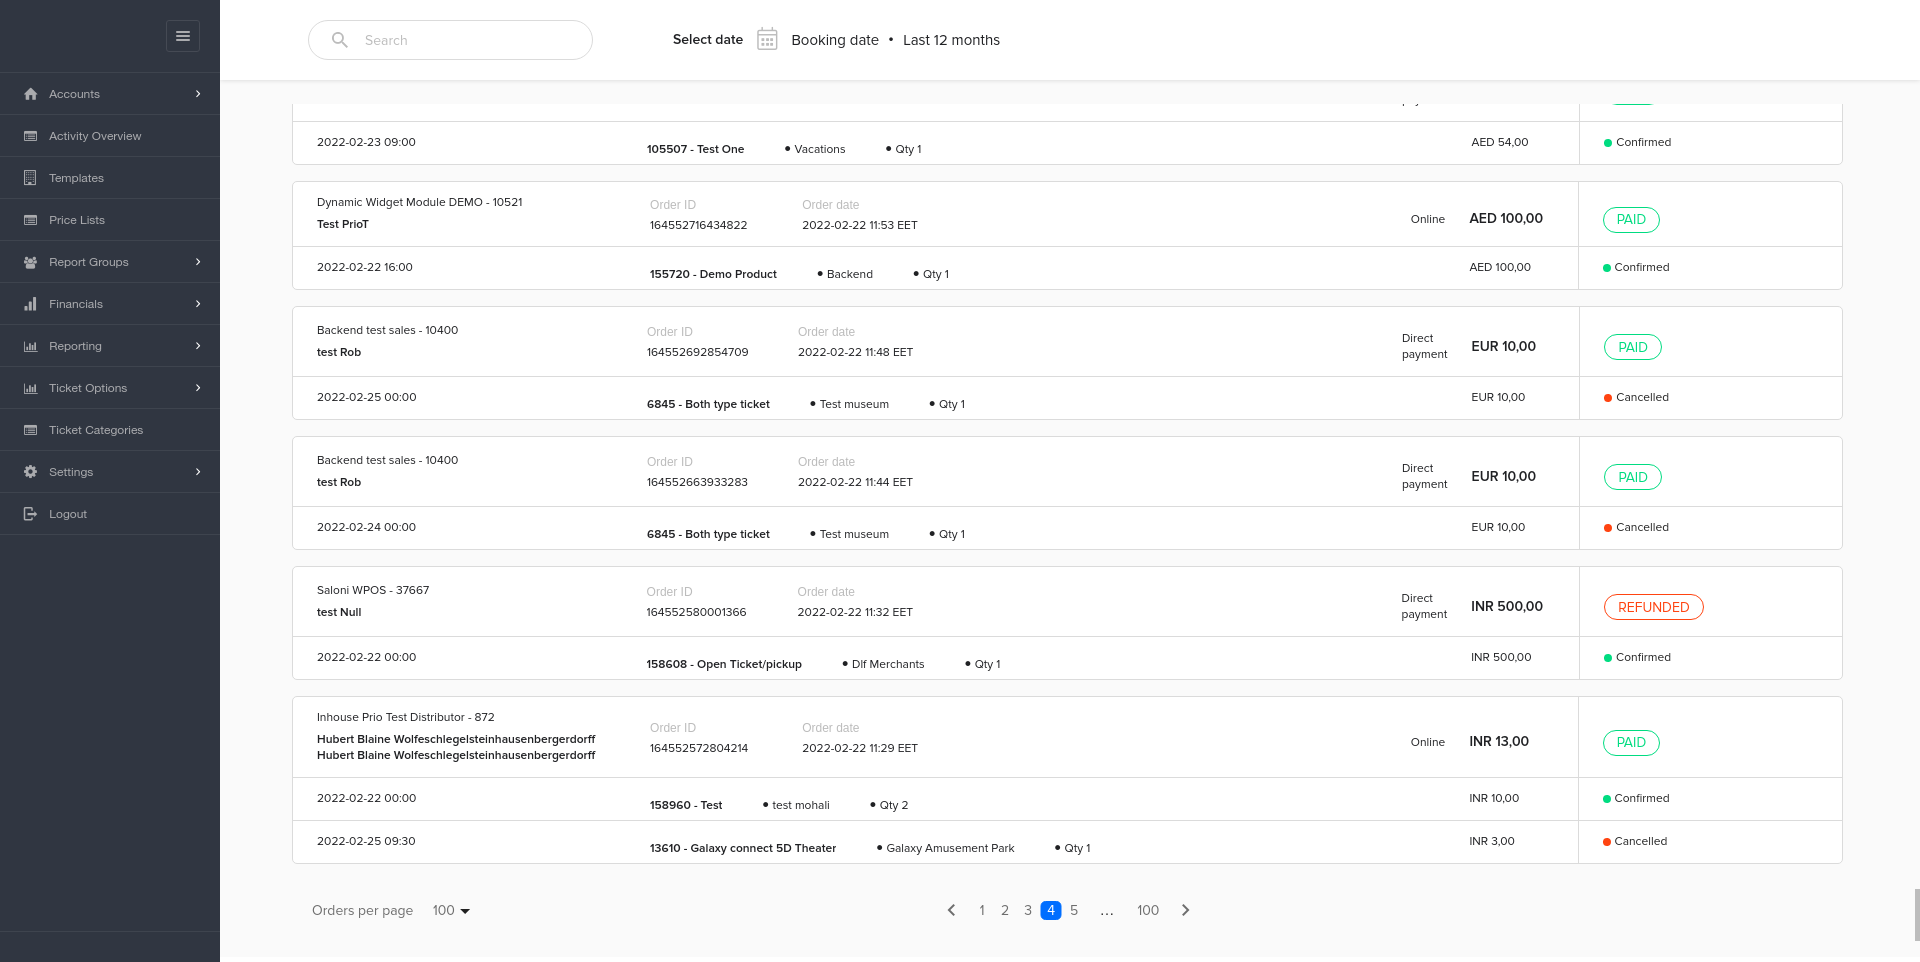 Search
Select date
Booking date • Last 12 months
Accounts
Activity Overview
Templates
Price Lists
Report Groups
Financials
Reporting
Ticket Options
Ticket Categories
Settings
Logout
2022-02-23 09:00
105507 - Test One • Vacations • Qty 1
AED 54,00
Confirmed
Dynamic Widget Module DEMO - 10521
Test PrioT
Order ID
164552716434822
Order date
2022-02-22 11:53 EET
Online
AED 100,00
PAID
2022-02-22 16:00
155720 - Demo Product • Backend • Qty 1
AED 100,00
Confirmed
Backend test sales - 10400
test Rob
Order ID
164552692854709
Order date
2022-02-22 11:48 EET
Direct
payment
EUR 10,00
PAID
2022-02-25 00:00
6845 - Both type ticket • Test museum • Qty 1
EUR 10,00
Cancelled
Backend test sales - 10400
test Rob
Order ID
164552663933283
Order date
2022-02-22 11:44 EET
Direct
payment
EUR 10,00
PAID
2022-02-24 00:00
6845 - Both type ticket • Test museum • Qty 1
EUR 10,00
Cancelled
Saloni WPOS - 37667
test Null
Order ID
164552580001366
Order date
2022-02-22 11:32 EET
Direct
payment
INR 500,00
REFUNDED
2022-02-22 00:00
158608 - Open Ticket/pickup • Dlf Merchants • Qty 1
INR 500,00
Confirmed
Inhouse Prio Test Distributor - 872
Hubert Blaine Wolfeschlegelsteinhausenbergerdorff
Hubert Blaine Wolfeschlegelsteinhausenbergerdorff
Order ID
164552572804214
Order date
2022-02-22 11:29 EET
Online
INR 13,00
PAID
2022-02-22 00:00
158960 - Test • test mohali • Qty 2
INR 10,00
Confirmed
2022-02-25 09:30
13610 - Galaxy connect 5D Theater • Galaxy Amusement Park • Qty 1
INR 3,00
Cancelled
Orders per page 100
1 2 3 4 5 ... 100